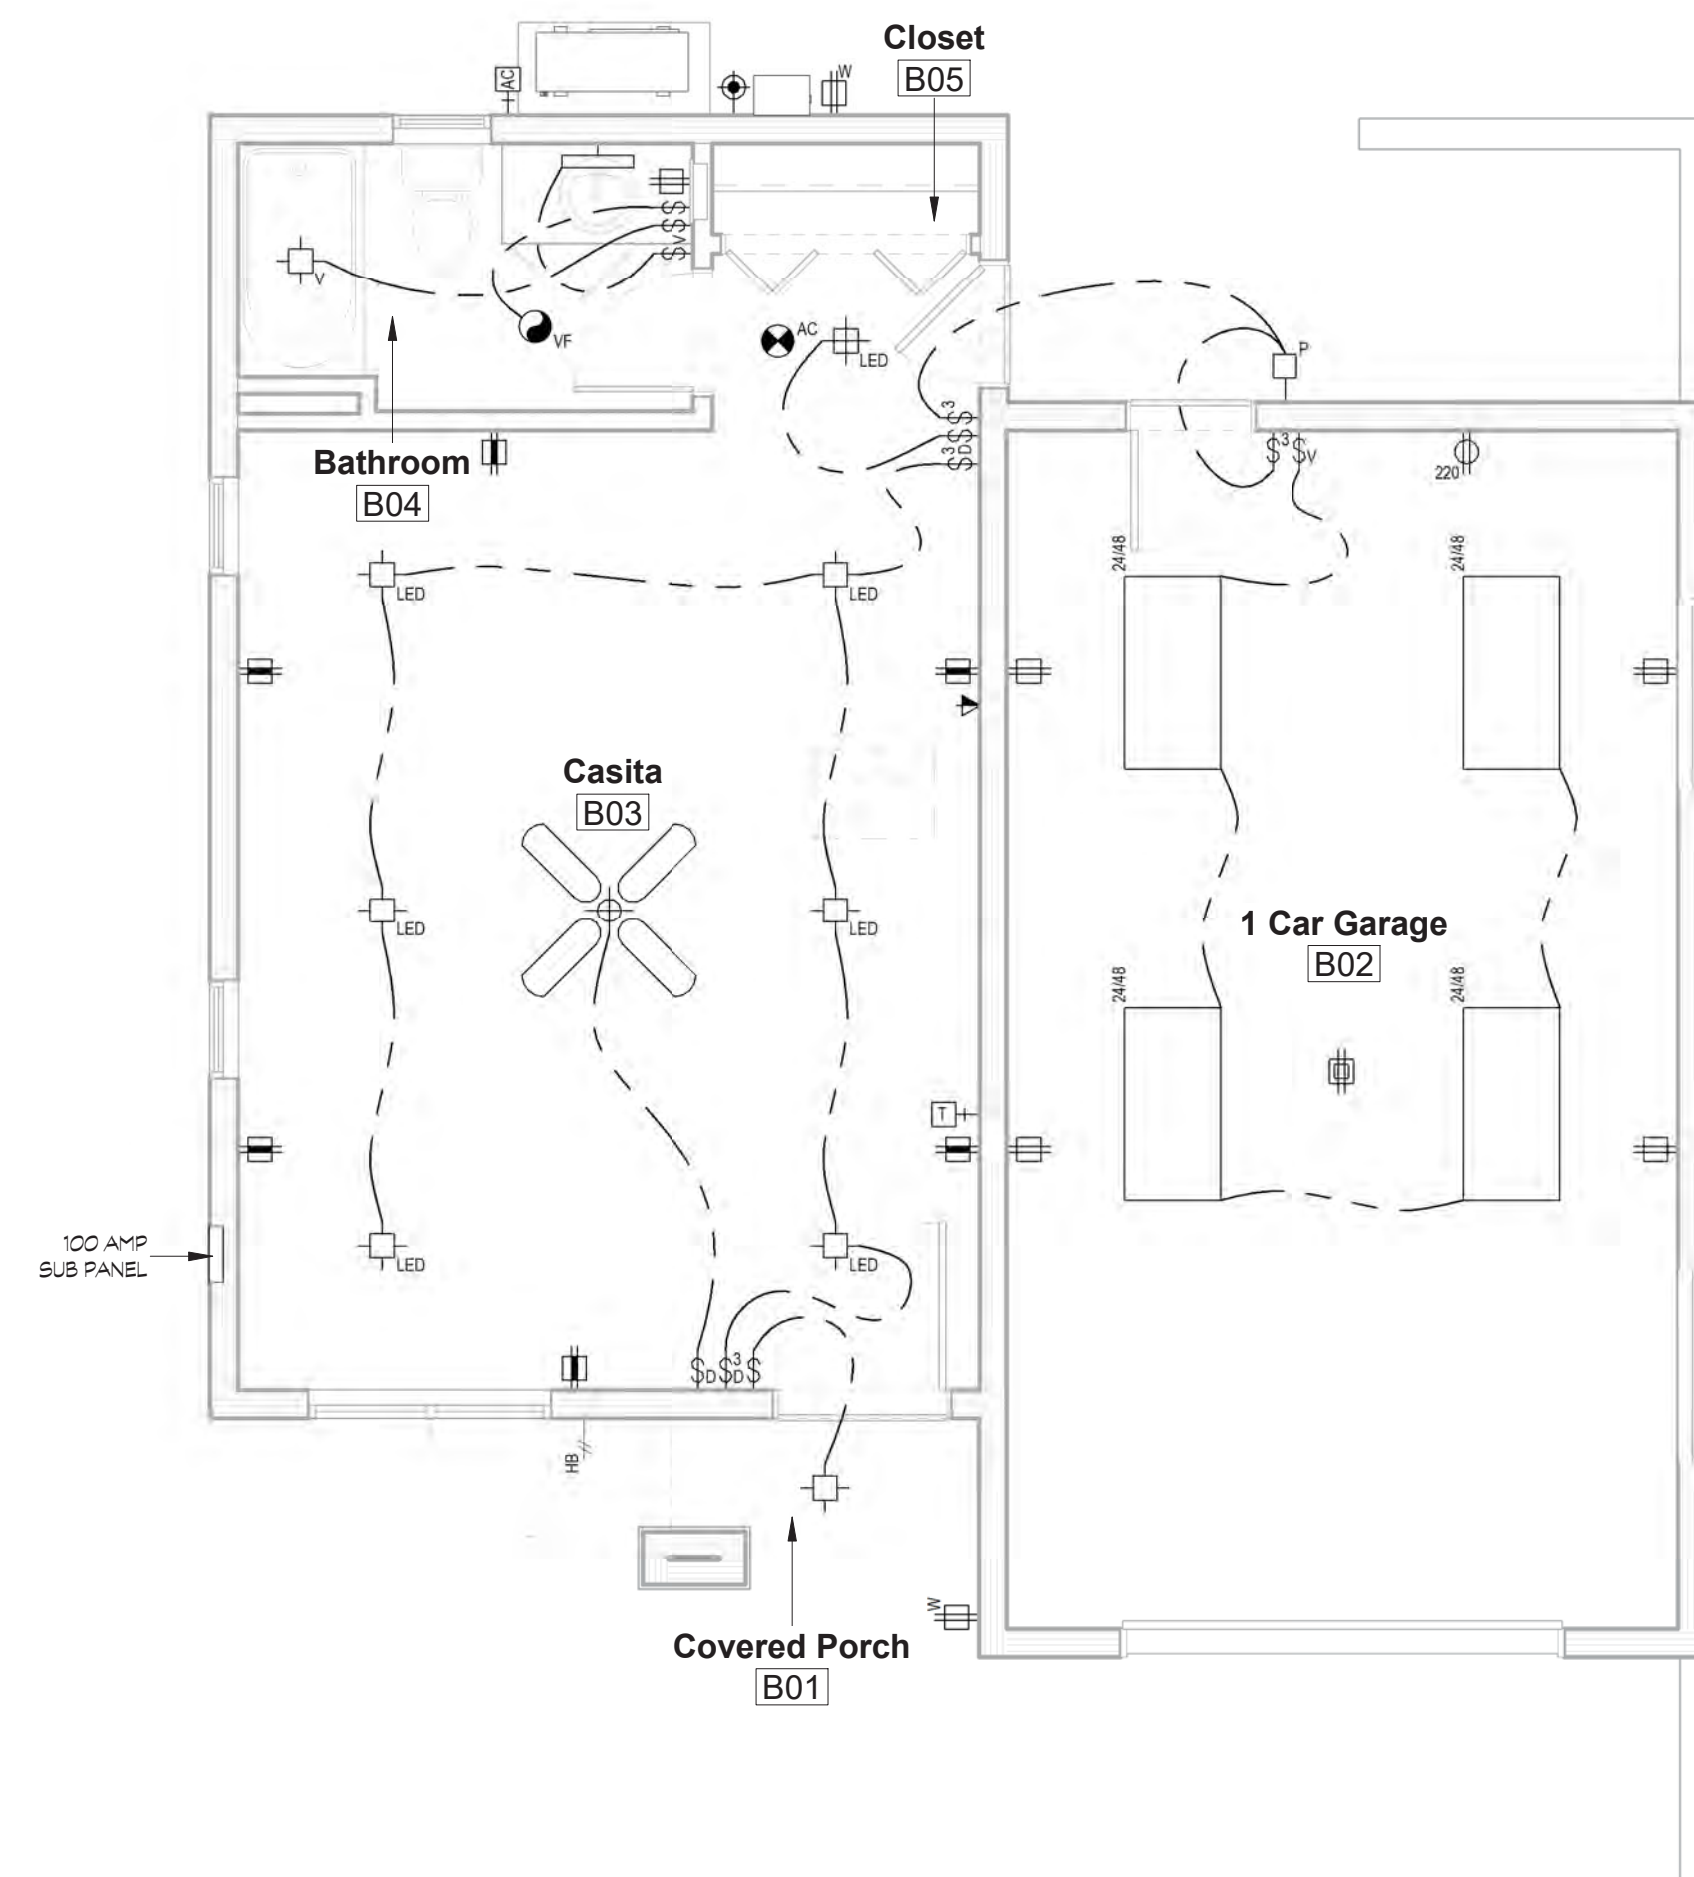 Closet
B05
AC
W
V
VF
$
$
$V
AC
LED
P
$3
$
$3D
$3
$V
220
Bathroom
B04
24/48
24/48
LED
LED
Casita
B03
LED
LED
1 Car Garage
B02
24/48
24/48
T
100 AMP
SUB PANEL
LED
LED
$D
$3D
$
HB
W
Covered Porch
B01